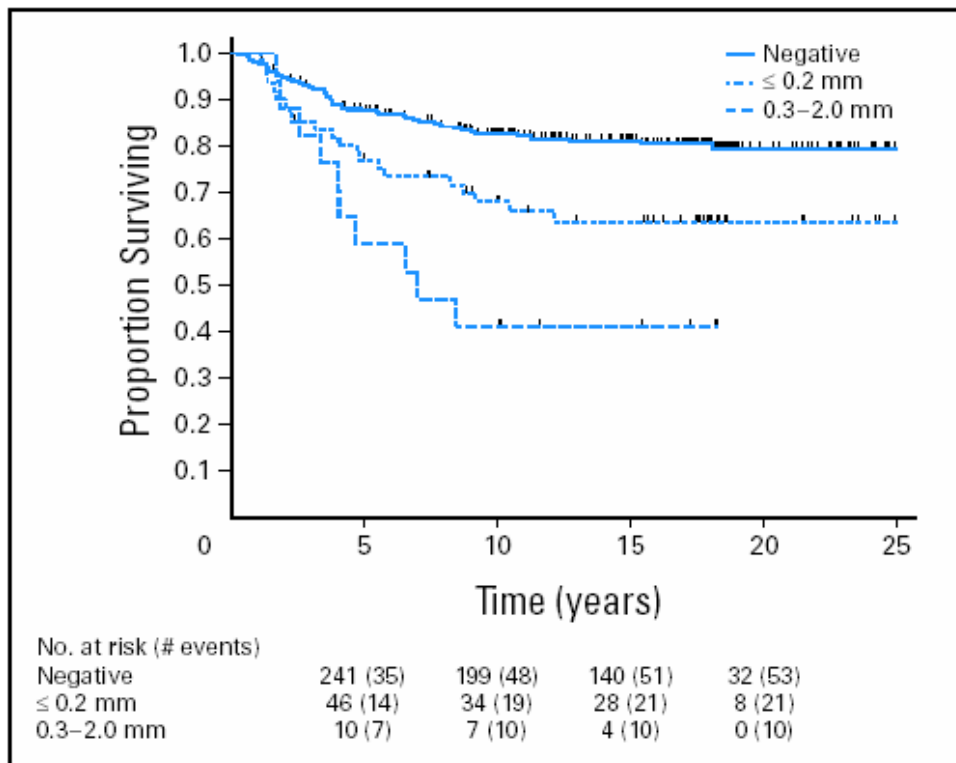 Negative
≤ 0.2 mm
0.3–2.0 mm
1.0
0.9
0.8
0.7
0.6
0.5
0.4
0.3
0.2
0.1
Proportion Surviving
0 5 10 15 20 25
Time (years)
No. at risk (# events)
Negative 241 (35) 199 (48) 140 (51) 32 (53)
≤ 0.2 mm 46 (14) 34 (19) 28 (21) 8 (21)
0.3–2.0 mm 10 (7) 7 (10) 4 (10) 0 (10)